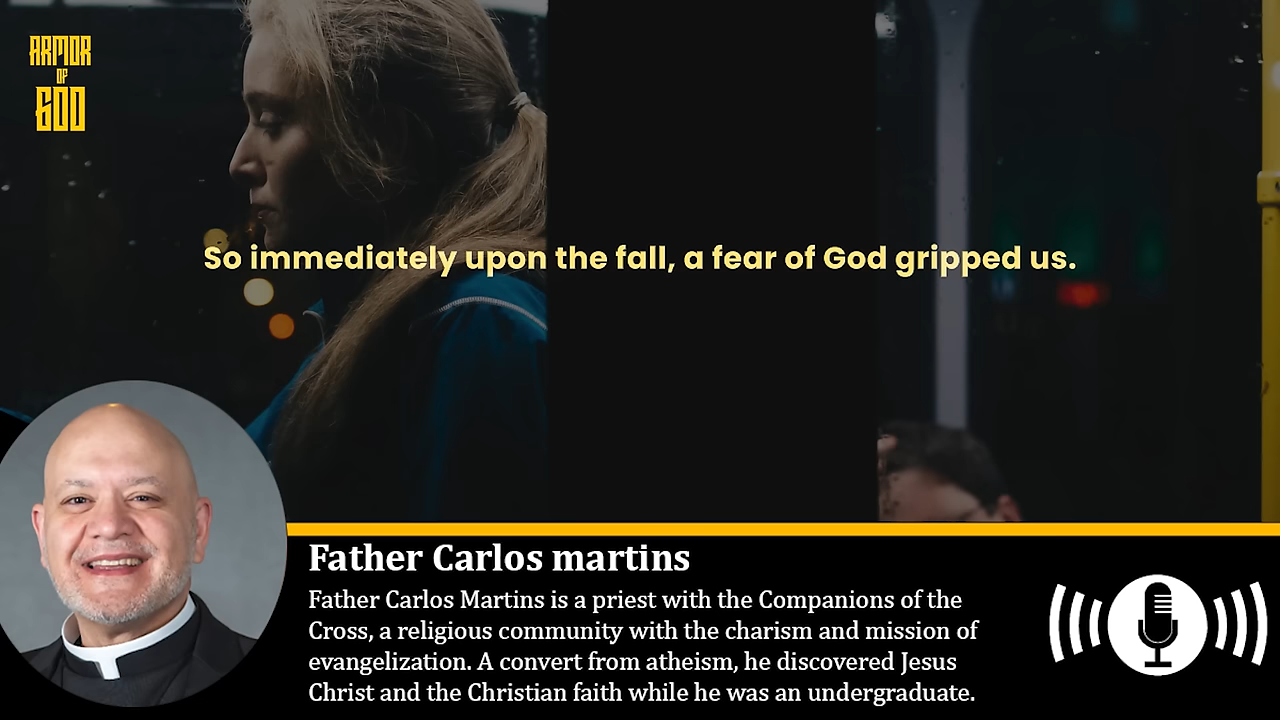 ARMOR
OF
GOD
So immediately upon the fall, a fear of God gripped us.
Father Carlos martins
Father Carlos Martins is a priest with the Companions of the
Cross, a religious community with the charism and mission of
evangelization. A convert from atheism, he discovered Jesus
Christ and the Christian faith while he was an undergraduate.